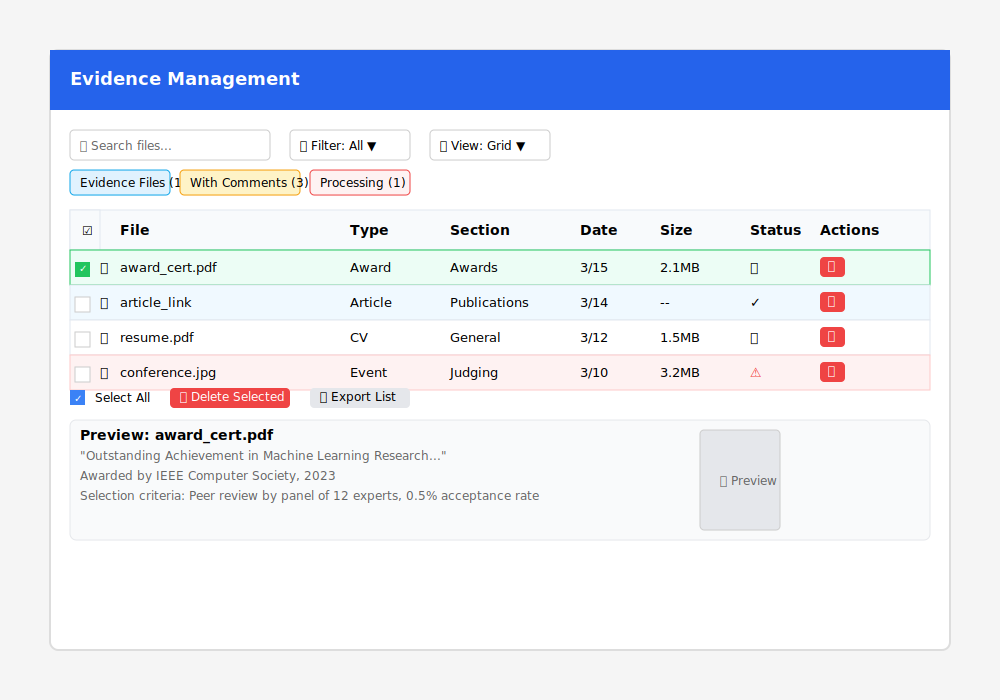 Evidence Management
Search files...
Filter: All ▼
View: Grid ▼
Evidence Files (1
With Comments (3)
Processing (1)
☑ File Type Section Date Size Status Actions
✓ award_cert.pdf Award Awards 3/15 2.1MB
article_link Article Publications 3/14 -- ✓
resume.pdf CV General 3/12 1.5MB
conference.jpg Event Judging 3/10 3.2MB ⚠
✓ Select All
Delete Selected
Export List
Preview: award_cert.pdf
"Outstanding Achievement in Machine Learning Research..."
Awarded by IEEE Computer Society, 2023
Selection criteria: Peer review by panel of 12 experts, 0.5% acceptance rate
Preview